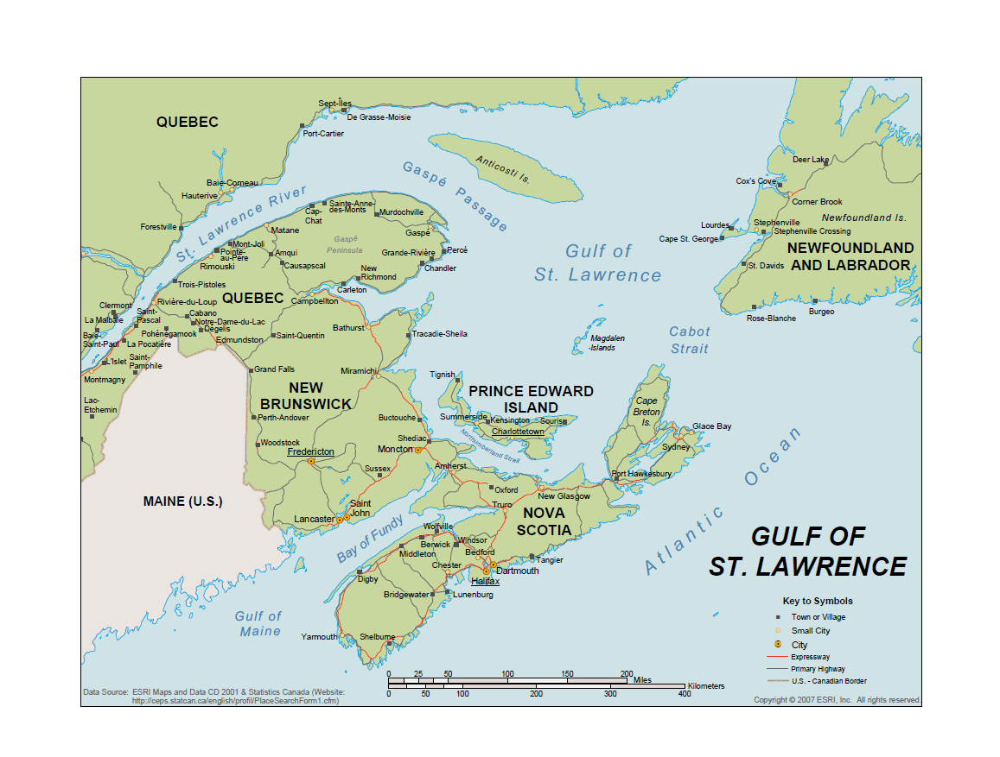 Sept-Îles
De Grasse-Moisie
QUEBEC
Port-Cartier
Anticosti Is.
Deer Lake
Gaspé Passage
Baie-Comeau
Cox's Cove
Hauterive
St. Lawrence River
Corner Brook
Sainte-Anne-
des-Monts
Cap-
Chat
Murdochville
Newfoundland Is.
Forestville
Matane
Gaspé
Gaspé
Peninsula
Lourdes
Stephenville
Stephenville Crossing
Cape St. George
Mont-Joli
Pointe-
au-Père
Rimouski
Amqui
Causapscal
Grande-Rivière
Percé
Chandler
Gulf of
St. Lawrence
NEWFOUNDLAND
AND LABRADOR
St. Davids
New
Richmond
Carleton
Trois-Pistoles
QUEBEC
Campbellton
Rivière-du-Loup
Clermont
La Malbaie
Saint-
Pascal
Cabano
Notre-Dame-du-Lac
Dégelis
Pohénégamook
Edmundston
Saint-Quentin
Bathurst
Tracadie-Sheila
Burgeo
Rose-Blanche
Cabot
Strait
Magdalen
Islands
Baie-
Saint-Paul
La Pocatière
L'Islet
Saint-
Pamphile
Montmagny
Grand Falls
Miramichi
Tignish
NEW
BRUNSWICK
PRINCE EDWARD
ISLAND
Lac-
Etchemin
Cape
Breton
Is.
Perth-Andover
Buctouche
Summerside
Kensington
Souris
Charlottetown
Glace Bay
Sydney
Woodstock
Fredericton
Shediac
Moncton
Northumberland Strait
Sussex
Amherst
Port Hawkesbury
Atlantic Ocean
MAINE (U.S.)
Oxford
New Glasgow
Truro
Saint
John
Lancaster
NOVA
SCOTIA
Bay of Fundy
Wolfville
Berwick
Windsor
Middleton
Bedford
Chester
Tangier
Dartmouth
Halifax
Digby
Bridgewater
Lunenburg
Gulf of
Maine
Yarmouth
Shelburne
GULF OF
ST. LAWRENCE
Key to Symbols
Town or Village
Small City
City
Expressway
Primary Highway
U.S. - Canadian Border
0 25 50 100 150 200
Miles
Kilometers
0 50 100 200 300 400
Data Source: ESRI Maps and Data CD 2001 & Statistics Canada (Website:
http://ceps.statcan.ca/english/profil/PlaceSearchForm1.cfm)
Copyright © 2007 ESRI, Inc. All rights reserved.